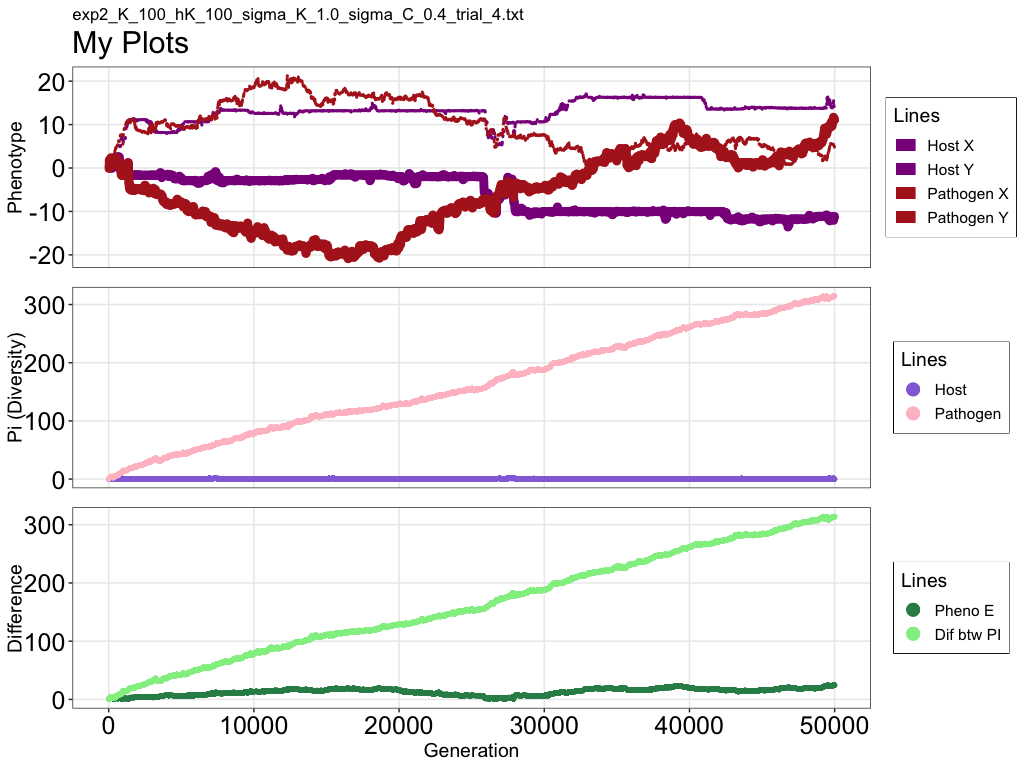 exp2_K_100_hK_100_sigma_K_1.0_sigma_C_0.4_trial_4.txt
My Plots
Phenotype
20
10
0
-10
-20
Lines
Host X
Host Y
Pathogen X
Pathogen Y
Pi (Diversity)
300
200
100
0
Lines
Host
Pathogen
Difference
300
200
100
0
Lines
Pheno E
Dif btw PI
0 10000 20000 30000 40000 50000
Generation